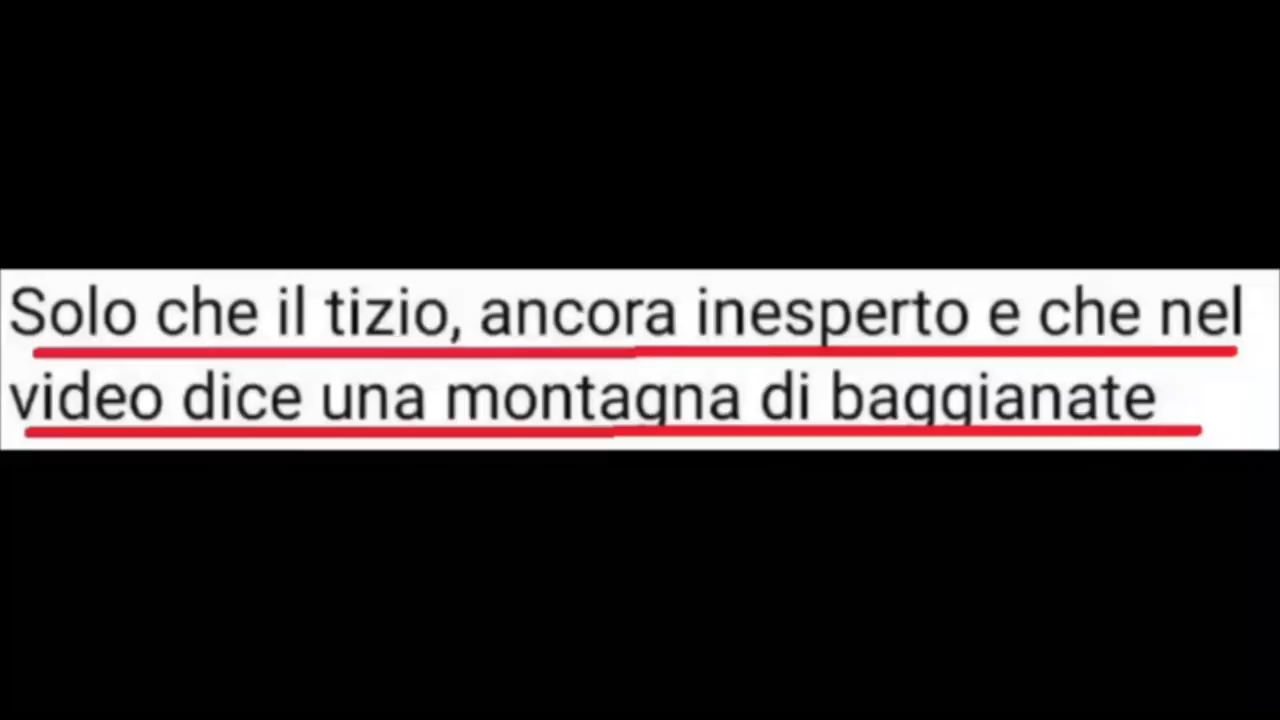 Solo che il tizio, ancora inesperto e che nel
video dice una montagna di baggianate